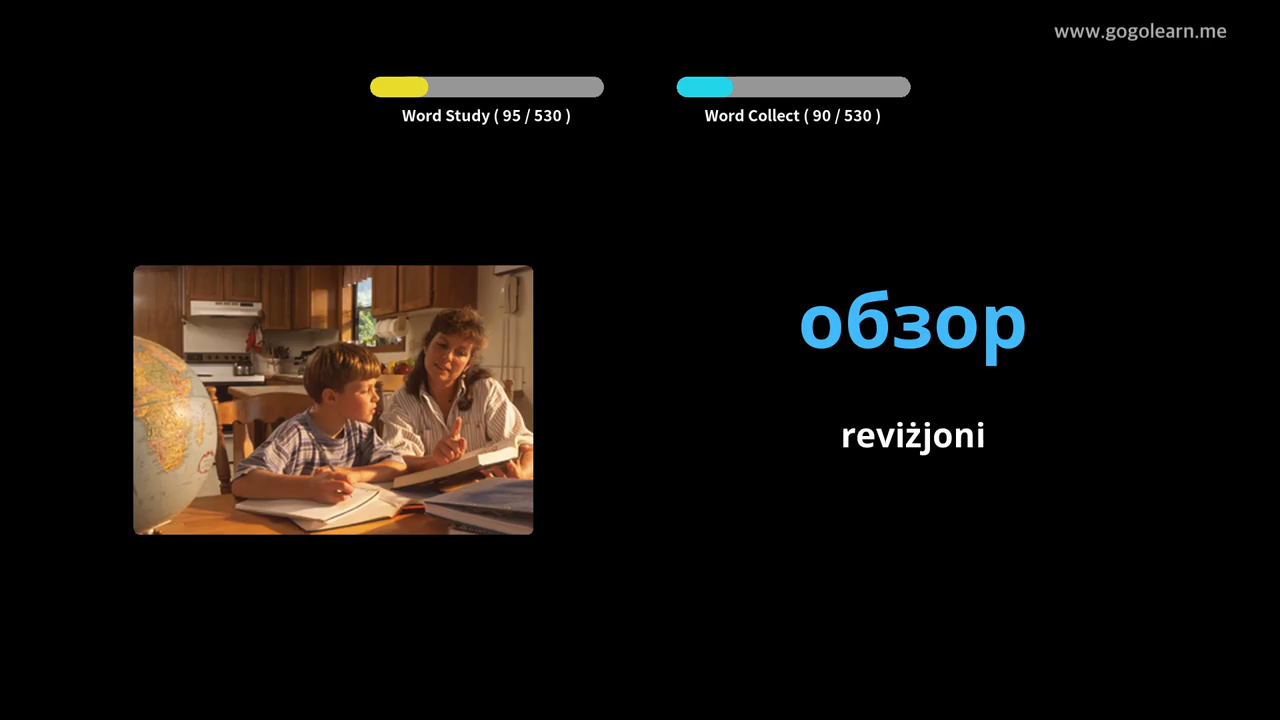 www.gogolearn.me
Word Study ( 95 / 530 )
Word Collect ( 90 / 530 )
обзор
reviżjoni